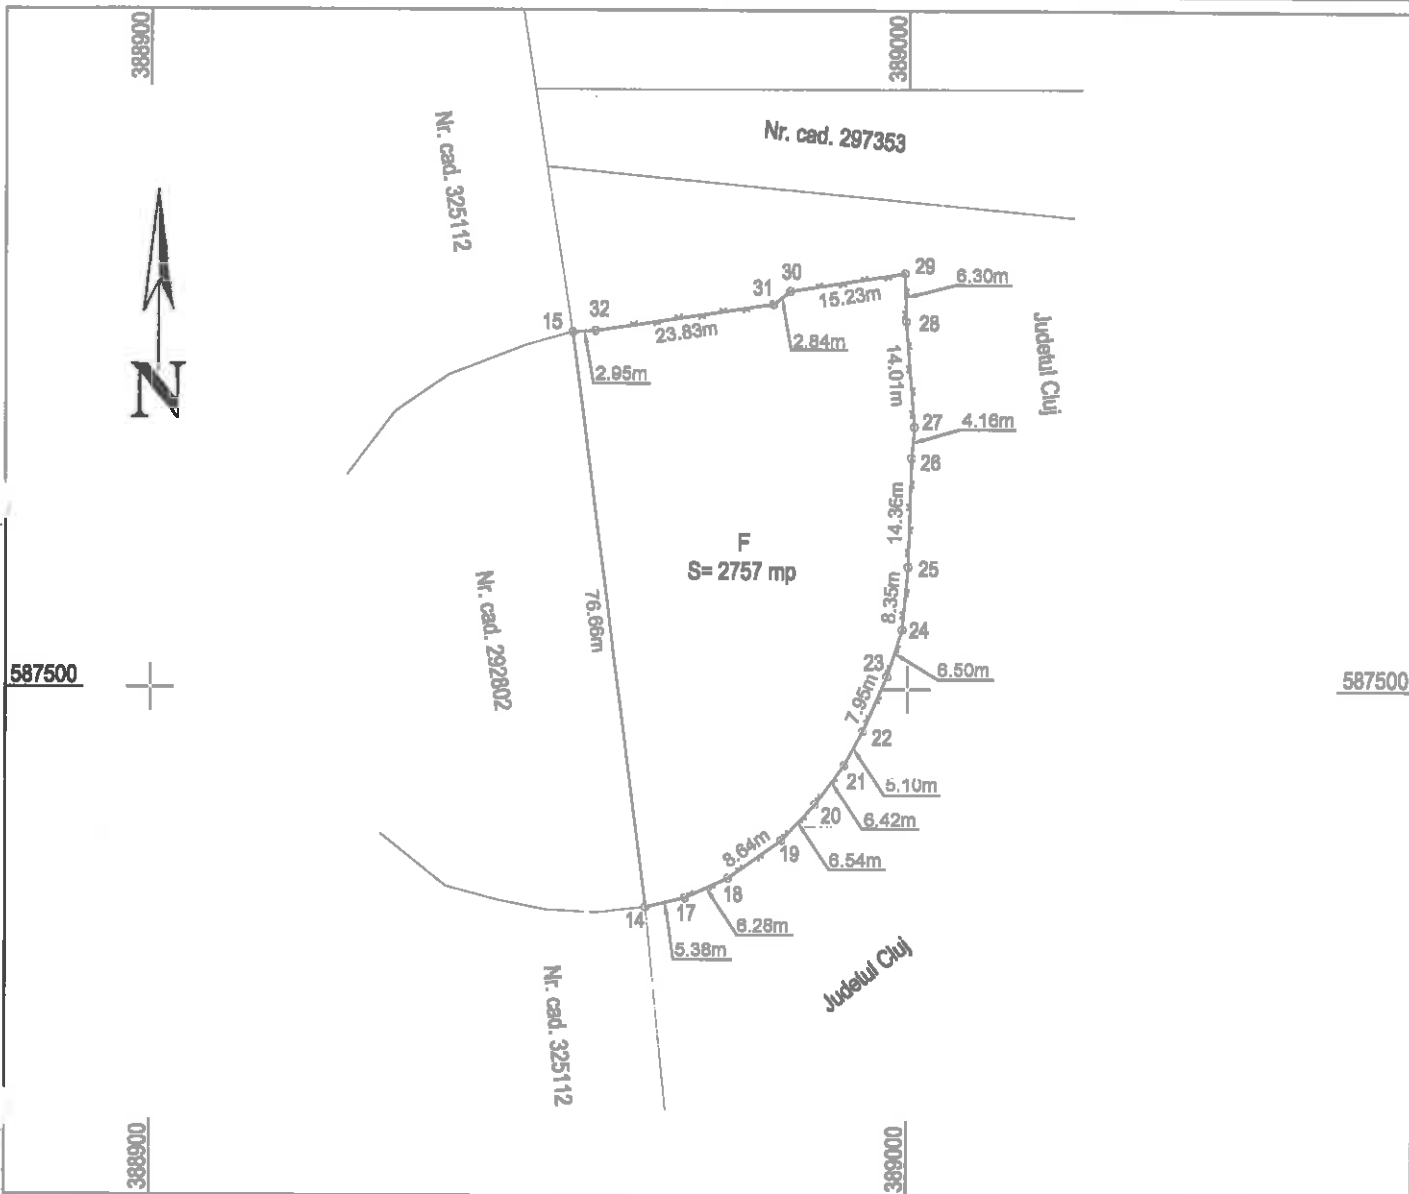 388900
389000
Nr. cad. 297353
Nr. cad. 325112
29
6.30m
30
31
15.23m
28
32
15
23.83m
2.84m
2.95m
Judetul Cluj
14.01m
27
4.16m
26
N
14.36m
F
S= 2757 mp
25
8.35m
76.66m
Nr. cad. 292802
24
23
6.50m
587500
587500
7.95m
22
21
5.10m
20
6.42m
19
8.64m
6.54m
18
17
14
6.28m
5.38m
Judetul Cluj
Nr. cad. 325112
388900
389000